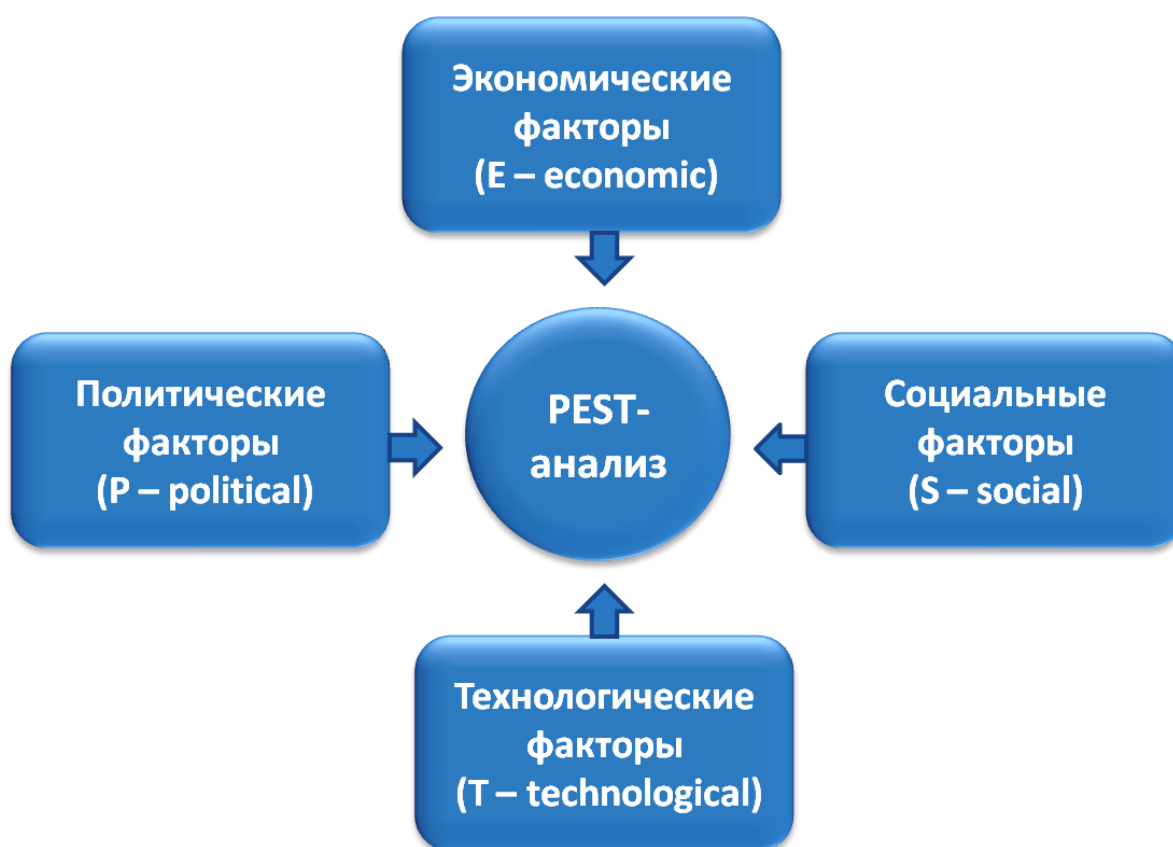 Экономические
факторы
(E – economic)
Политические
факторы
(P – political)
PEST-
анализ
Социальные
факторы
(S – social)
Технологические
факторы
(T – technological)